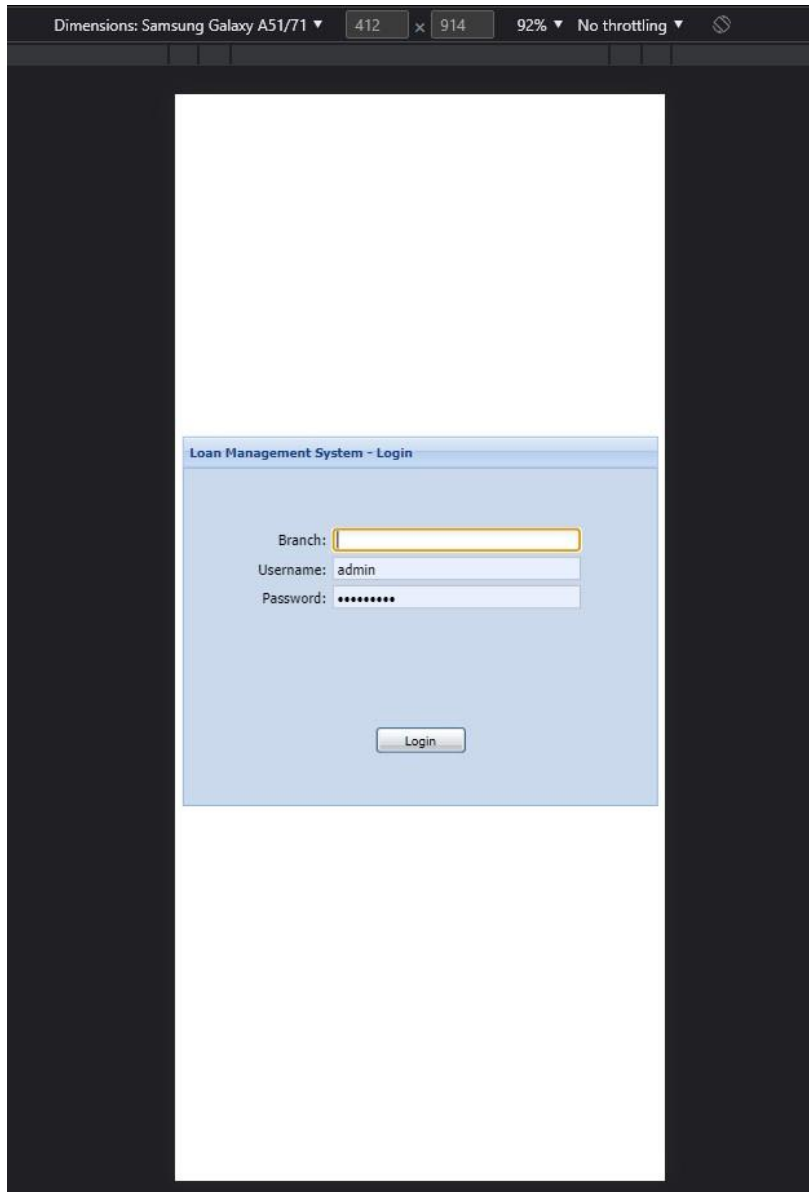 Dimensions: Samsung Galaxy A51/71 ▼ 412 x 914 92% ▼ No throttling ▼
Loan Management System - Login
Branch:
Username: admin
Password: •••••••••
Login